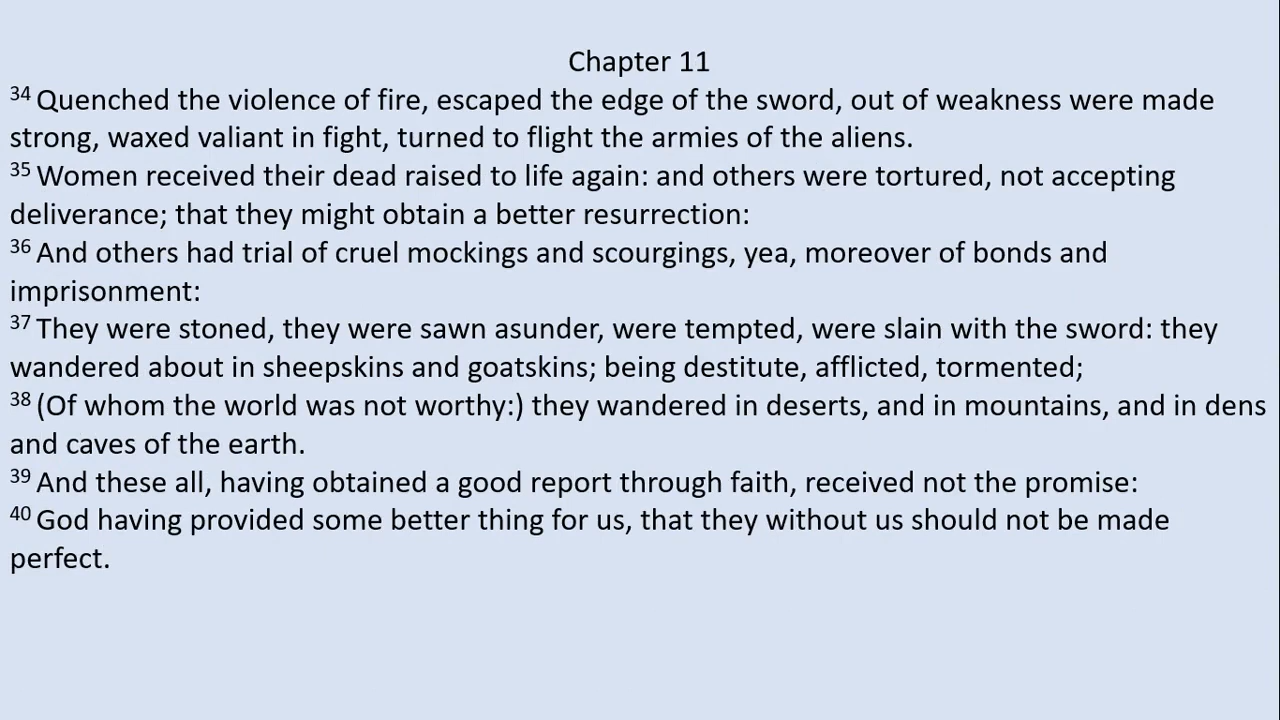 Chapter 11
34 Quenched the violence of fire, escaped the edge of the sword, out of weakness were made
strong, waxed valiant in fight, turned to flight the armies of the aliens.
35 Women received their dead raised to life again: and others were tortured, not accepting
deliverance; that they might obtain a better resurrection:
36 And others had trial of cruel mockings and scourgings, yea, moreover of bonds and
imprisonment:
37 They were stoned, they were sawn asunder, were tempted, were slain with the sword: they
wandered about in sheepskins and goatskins; being destitute, afflicted, tormented;
38 (Of whom the world was not worthy:) they wandered in deserts, and in mountains, and in dens
and caves of the earth.
39 And these all, having obtained a good report through faith, received not the promise:
40 God having provided some better thing for us, that they without us should not be made
perfect.